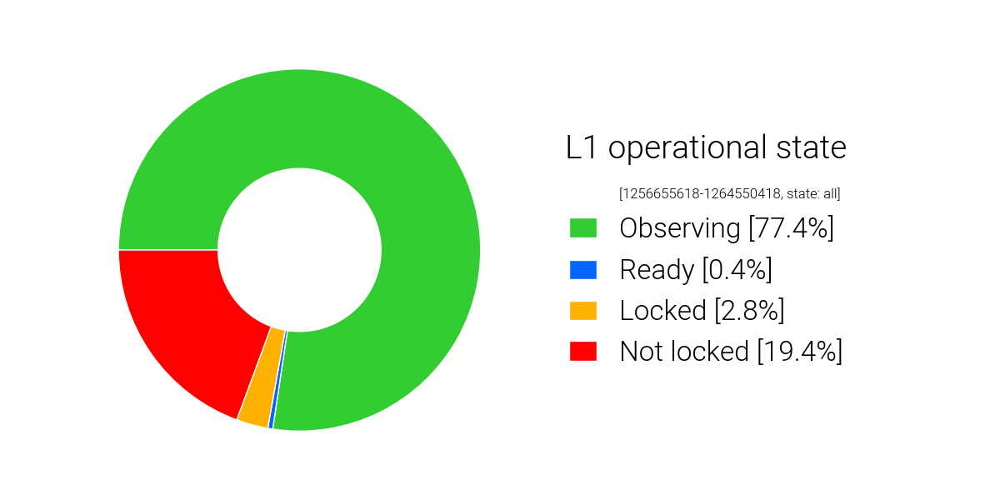 L1 operational state
[1256655618-1264550418, state: all]
Observing [77.4%]
Ready [0.4%]
Locked [2.8%]
Not locked [19.4%]